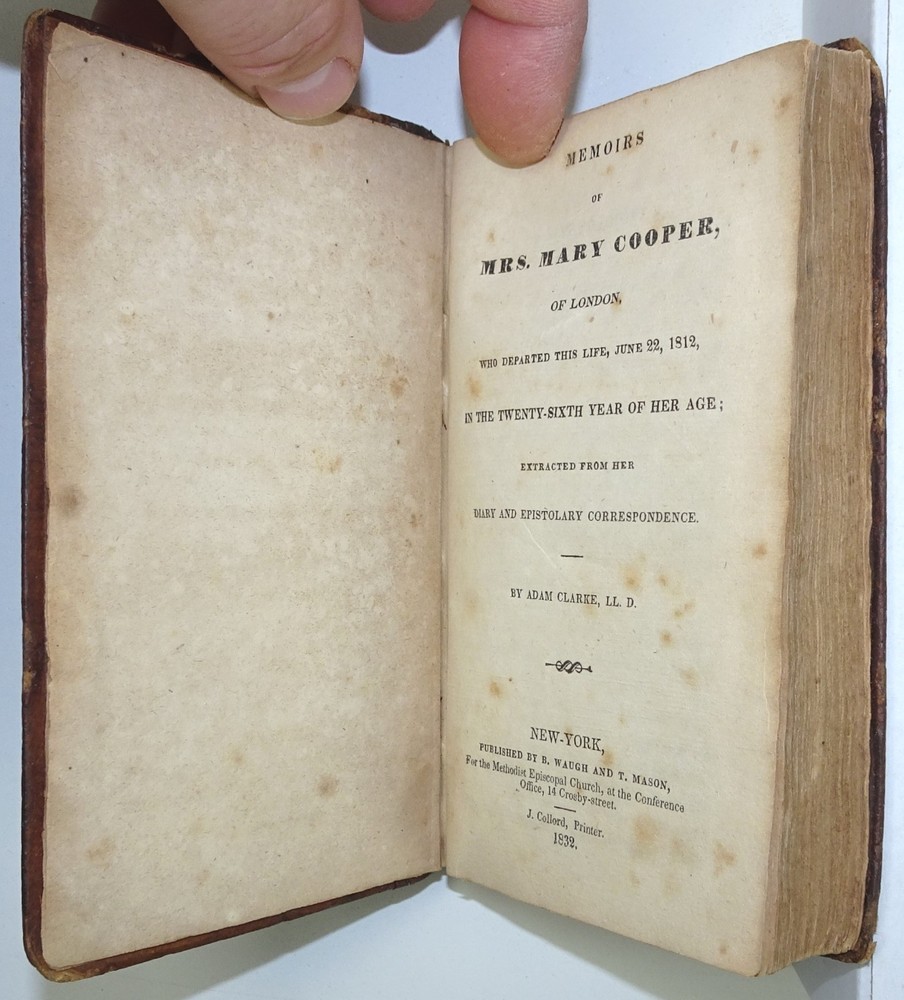 MEMOIRS
OF
MRS. MARY COOPER,
OF LONDON,
WHO DEPARTED THIS LIFE, JUNE 22, 1812,
IN THE TWENTY-SIXTH YEAR OF HER AGE;
EXTRACTED FROM HER
DIARY AND EPISTOLARY CORRESPONDENCE.
BY ADAM CLARKE, LL. D.
NEW-YORK,
PUBLISHED BY B. WAUGH AND T. MASON,
For the Methodist Episcopal Church, at the Conference
Office, 14 Crosby-street.
J. Collord, Printer.
1832.